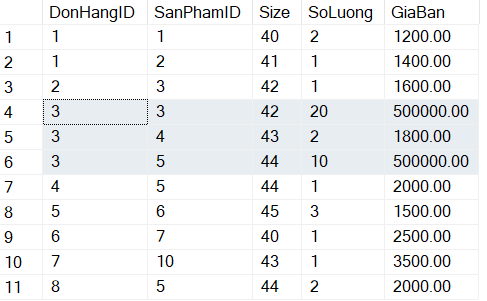 DonHangID SanPhamID Size SoLuong GiaBan
1 1 1 40 2 1200.00
2 1 2 41 1 1400.00
3 2 3 42 1 1600.00
4 3 3 42 20 500000.00
5 3 4 43 2 1800.00
6 3 5 44 10 500000.00
7 4 5 44 1 2000.00
8 5 6 45 3 1500.00
9 6 7 40 1 2500.00
10 7 10 43 1 3500.00
11 8 5 44 2 2000.00